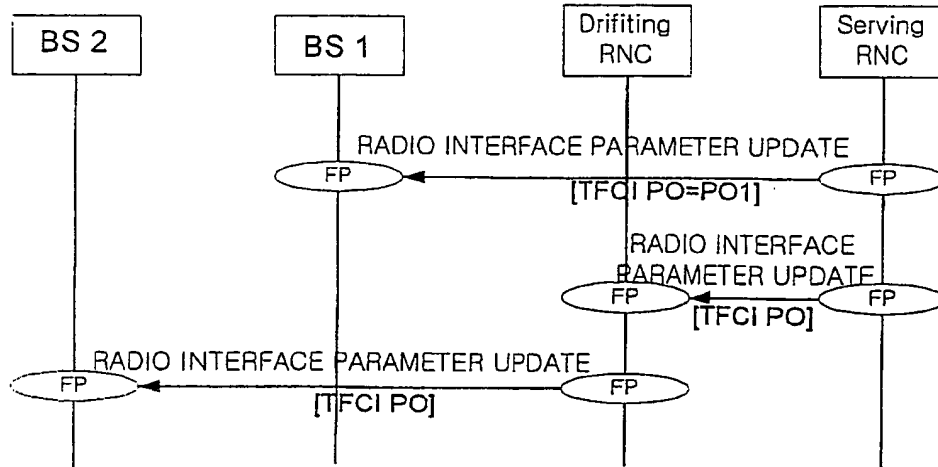 BS 2
BS 1
Drifiting
RNC
Serving
RNC
RADIO INTERFACE PARAMETER UPDATE
FP
FP
[TFCI PO=PO1]
RADIO INTERFACE
PARAMETER UPDATE
FP
FP
[TFCI PO]
RADIO INTERFACE PARAMETER UPDATE
FP
FP
[TFCI PO]